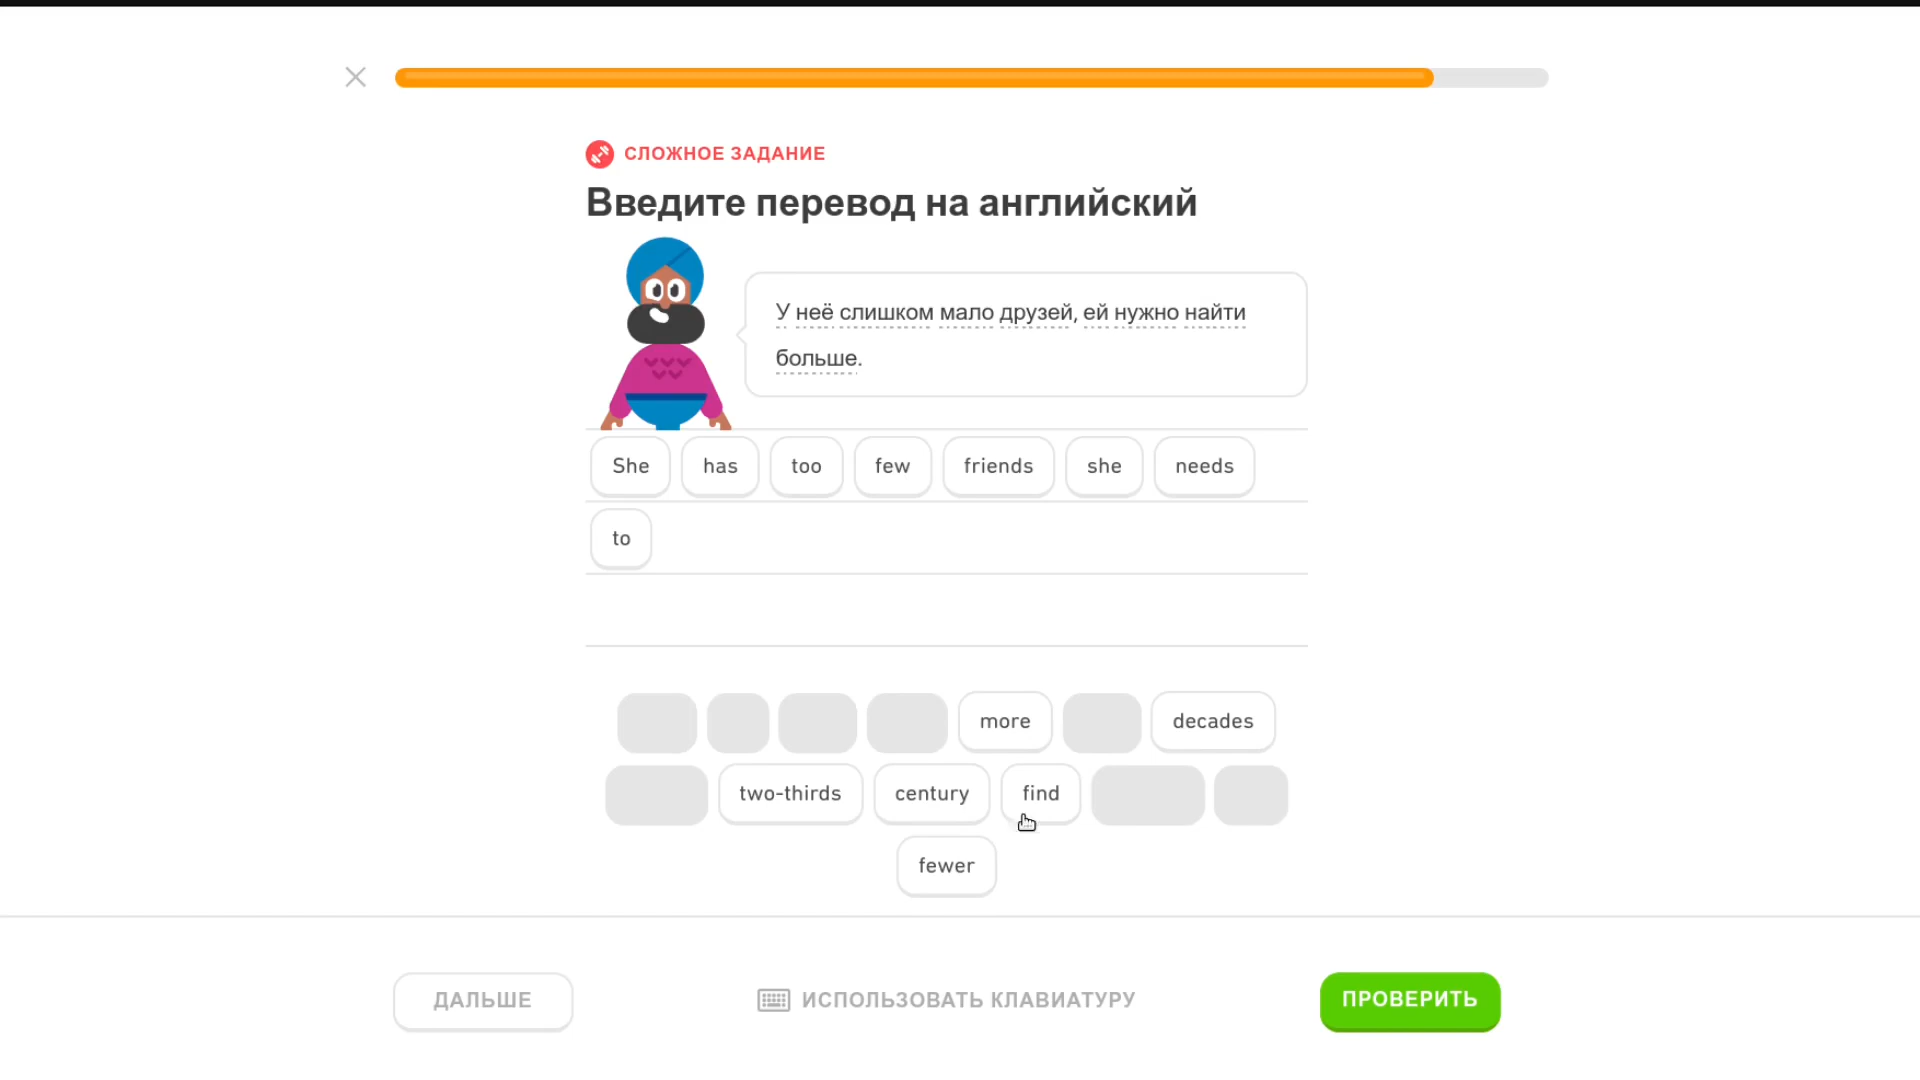 СЛОЖНОЕ ЗАДАНИЕ
Введите перевод на английский
У неё слишком мало друзей, ей нужно найти
больше.
She has too few friends she needs
to
more decades
two-thirds century find
fewer
ДАЛЬШЕ ИСПОЛЬЗОВАТЬ КЛАВИАТУРУ ПРОВЕРИТЬ